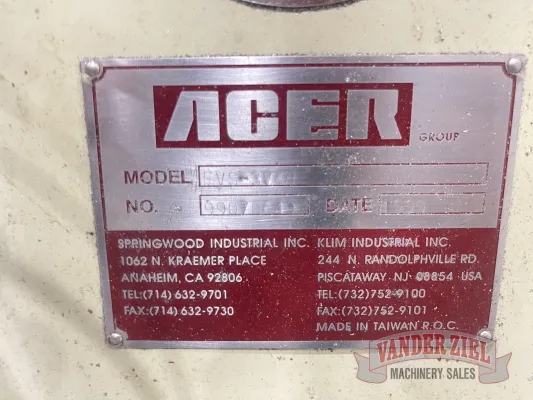 ACER
GROUP
MODEL
NO. DATE
SPRINGWOOD INDUSTRIAL INC.
1062 N. KRAEMER PLACE
ANAHEIM, CA 92806
TEL:(714) 632-9701
FAX:(714) 632-9730
KLIM INDUSTRIAL INC.
244 N. RANDOLPHVILLE RD.
PISCATAWAY NJ 08854 USA
TEL:(732)752-9100
FAX:(732)752-9101
MADE IN TAIWAN R.O.C.
VANDER ZIEL
MACHINERY SALES